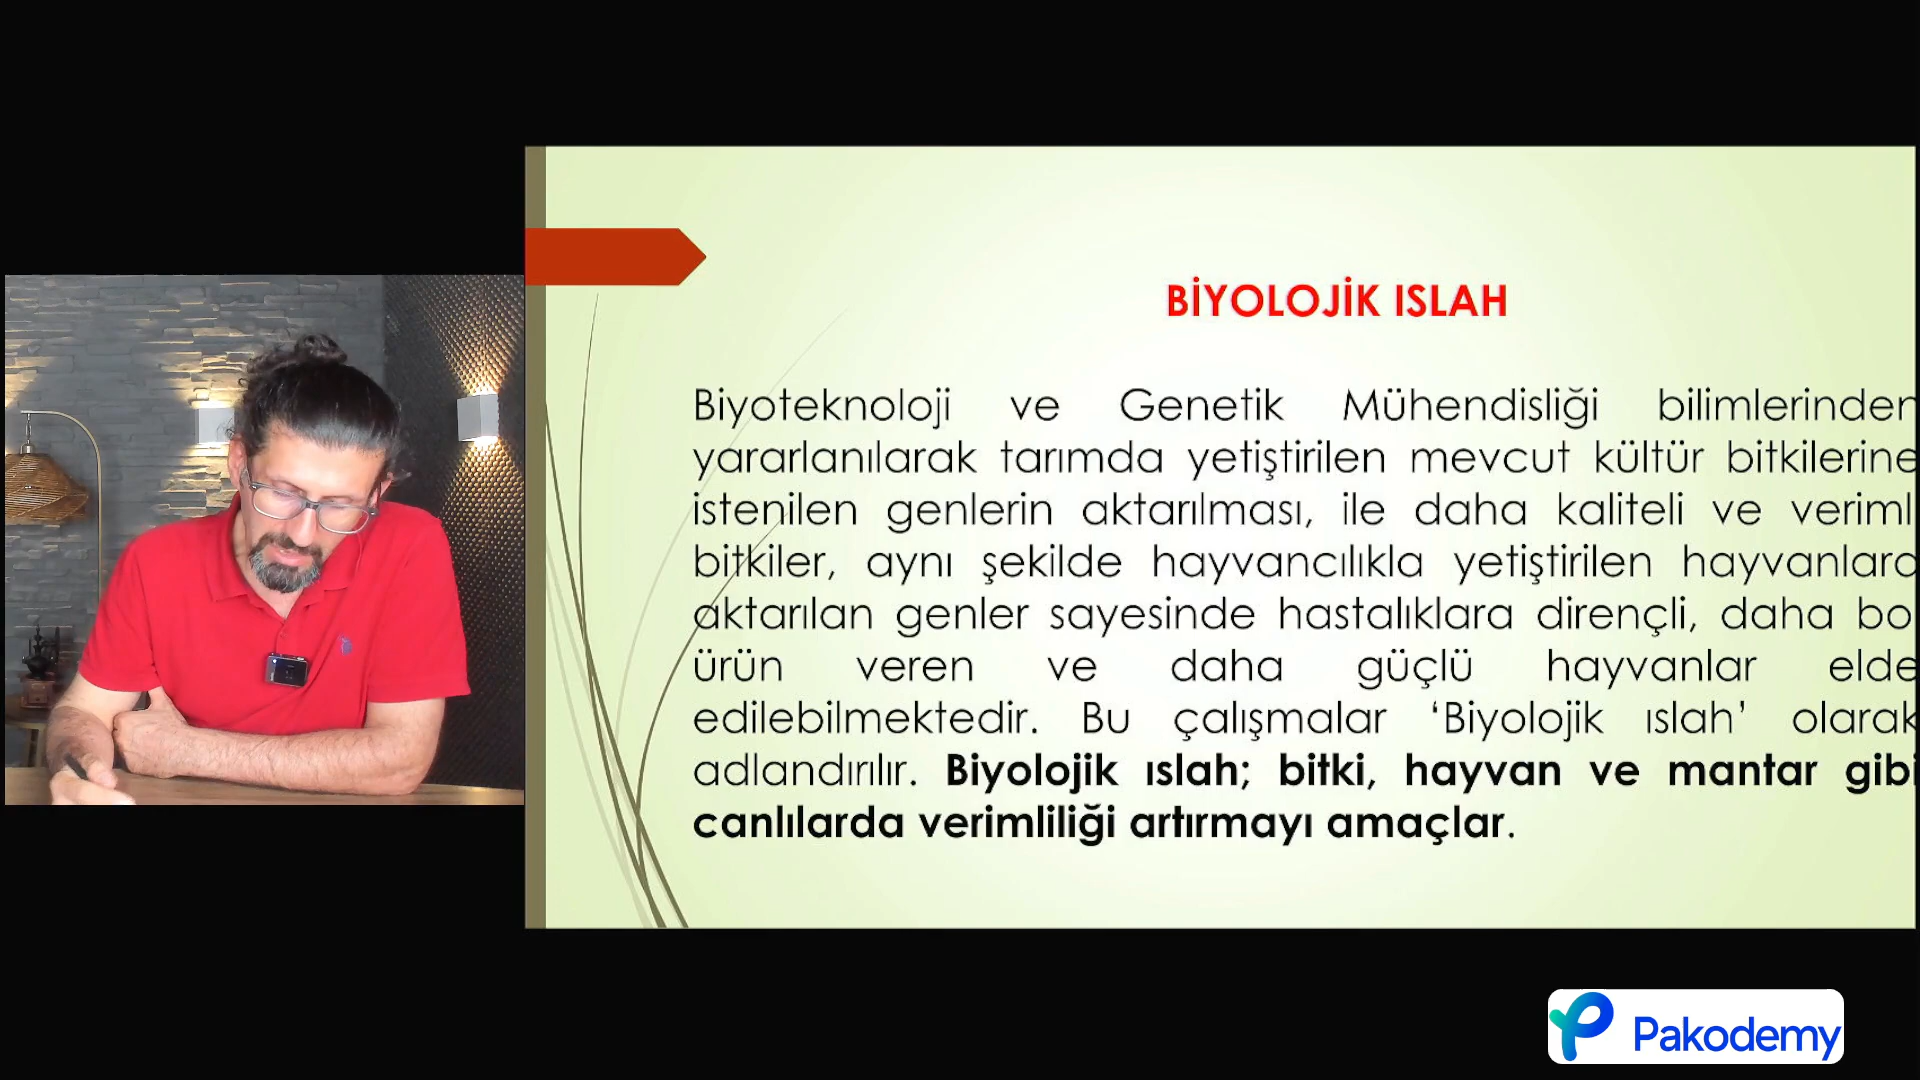 BİYOLOJİK ISLAH
Biyoteknoloji ve Genetik Mühendisliği bilimlerinden
yararlanılarak tarımda yetiştirilen mevcut kültür bitkilerine
istenilen genlerin aktarılması, ile daha kaliteli ve veriml
bitkiler, aynı şekilde hayvancılıkla yetiştirilen hayvanlara
aktarılan genler sayesinde hastalıklara dirençli, daha bo
ürün veren ve daha güçlü hayvanlar elde
edilebilmektedir. Bu çalışmalar ‘Biyolojik ıslah’ olarak
adlandırılır. Biyolojik ıslah; bitki, hayvan ve mantar gibi
canlılarda verimliliği artırmayı amaçlar.
Pakodemy